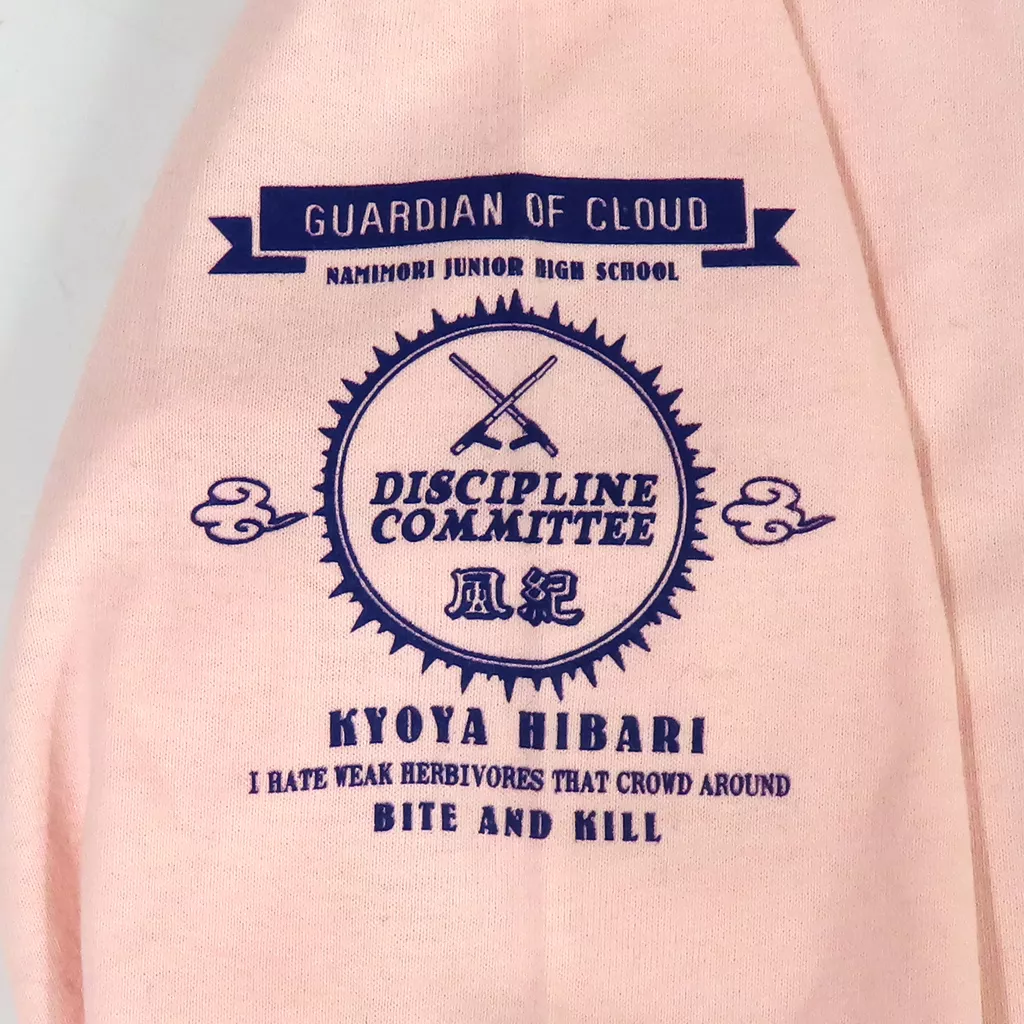 GUARDIAN OF CLOUD
NAMIMORI JUNIOR HIGH SCHOOL
DISCIPLINE
COMMITTEE
風紀
KYOYA HIBARI
I HATE WEAK HERBIVORES THAT CROWD AROUND
BITE AND KILL